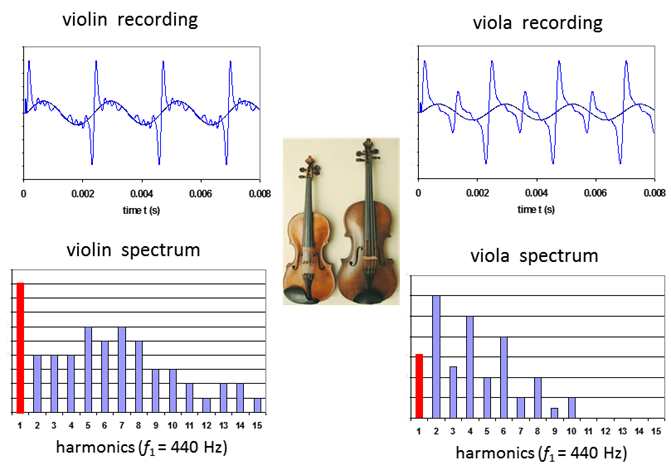 violin recording
0 0.002 0.004 0.006 0.008
time t (s)
viola recording
0 0.002 0.004 0.006 0.008
time t (s)
violin spectrum
1 2 3 4 5 6 7 8 9 10 11 12 13 14 15
harmonics (f₁ = 440 Hz)
viola spectrum
1 2 3 4 5 6 7 8 9 10 11 12 13 14 15
harmonics (f₁ = 440 Hz)